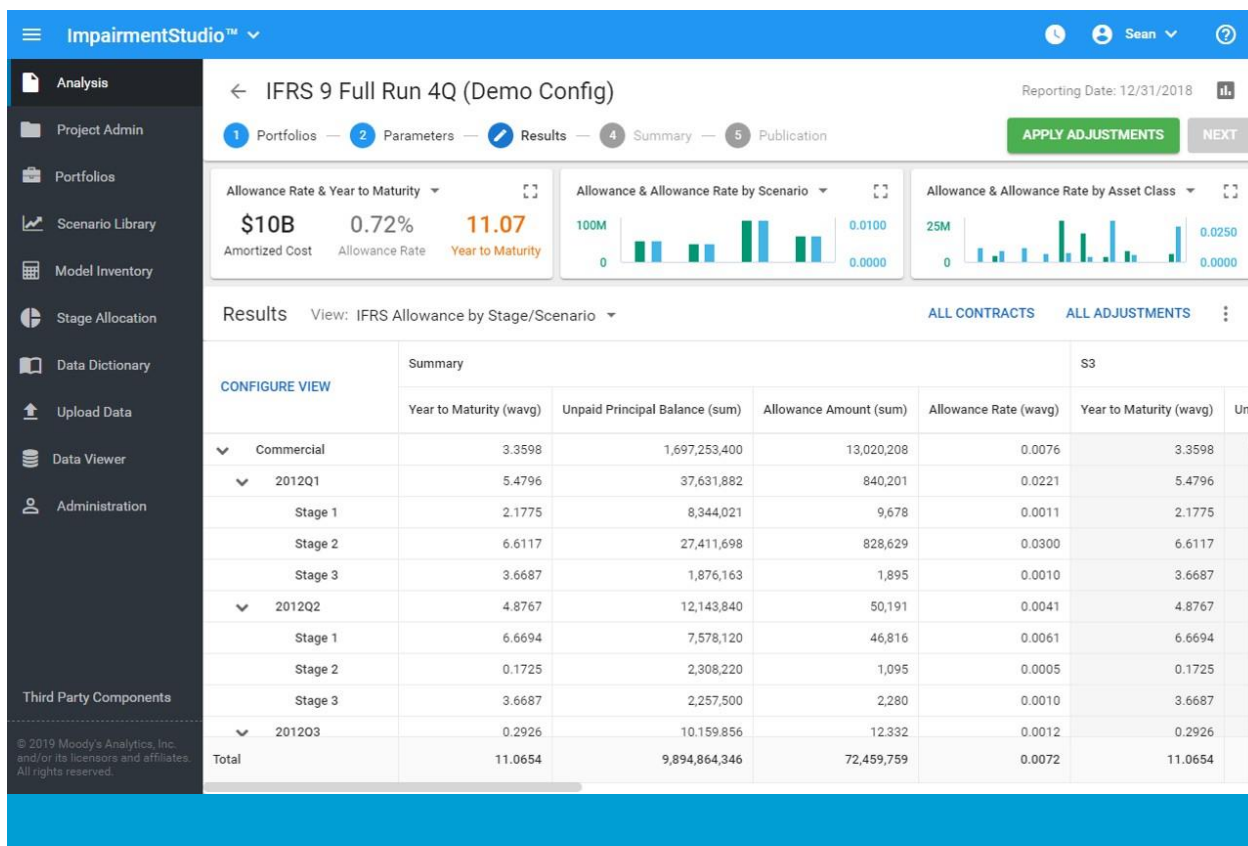 ImpairmentStudio™
Sean
Analysis
Project Admin
Portfolios
Scenario Library
Model Inventory
Stage Allocation
Data Dictionary
Upload Data
Data Viewer
Administration
Third Party Components
© 2019 Moody's Analytics, Inc.
and/or its licensors and affiliates.
All rights reserved.
IFRS 9 Full Run 4Q (Demo Config)
Reporting Date: 12/31/2018
1 Portfolios 2 Parameters Results 4 Summary 5 Publication
APPLY ADJUSTMENTS NEXT
Allowance Rate & Year to Maturity
$10B 0.72% 11.07
Amortized Cost Allowance Rate Year to Maturity
Allowance & Allowance Rate by Scenario
100M 0.0100
0 0.0000
Allowance & Allowance Rate by Asset Class
25M 0.0250
0 0.0000
Results View: IFRS Allowance by Stage/Scenario ALL CONTRACTS ALL ADJUSTMENTS
CONFIGURE VIEW Summary S3
Year to Maturity (wavg) Unpaid Principal Balance (sum) Allowance Amount (sum) Allowance Rate (wavg) Year to Maturity (wavg) Un
Commercial 3.3598 1,697,253,400 13,020,208 0.0076 3.3598
2012Q1 5.4796 37,631,882 840,201 0.0221 5.4796
Stage 1 2.1775 8,344,021 9,678 0.0011 2.1775
Stage 2 6.6117 27,411,698 828,629 0.0300 6.6117
Stage 3 3.6687 1,876,163 1,895 0.0010 3.6687
2012Q2 4.8767 12,143,840 50,191 0.0041 4.8767
Stage 1 6.6694 7,578,120 46,816 0.0061 6.6694
Stage 2 0.1725 2,308,220 1,095 0.0005 0.1725
Stage 3 3.6687 2,257,500 2,280 0.0010 3.6687
2012Q3 0.2926 10,159,856 12,332 0.0012 0.2926
Total 11.0654 9,894,864,346 72,459,759 0.0072 11.0654